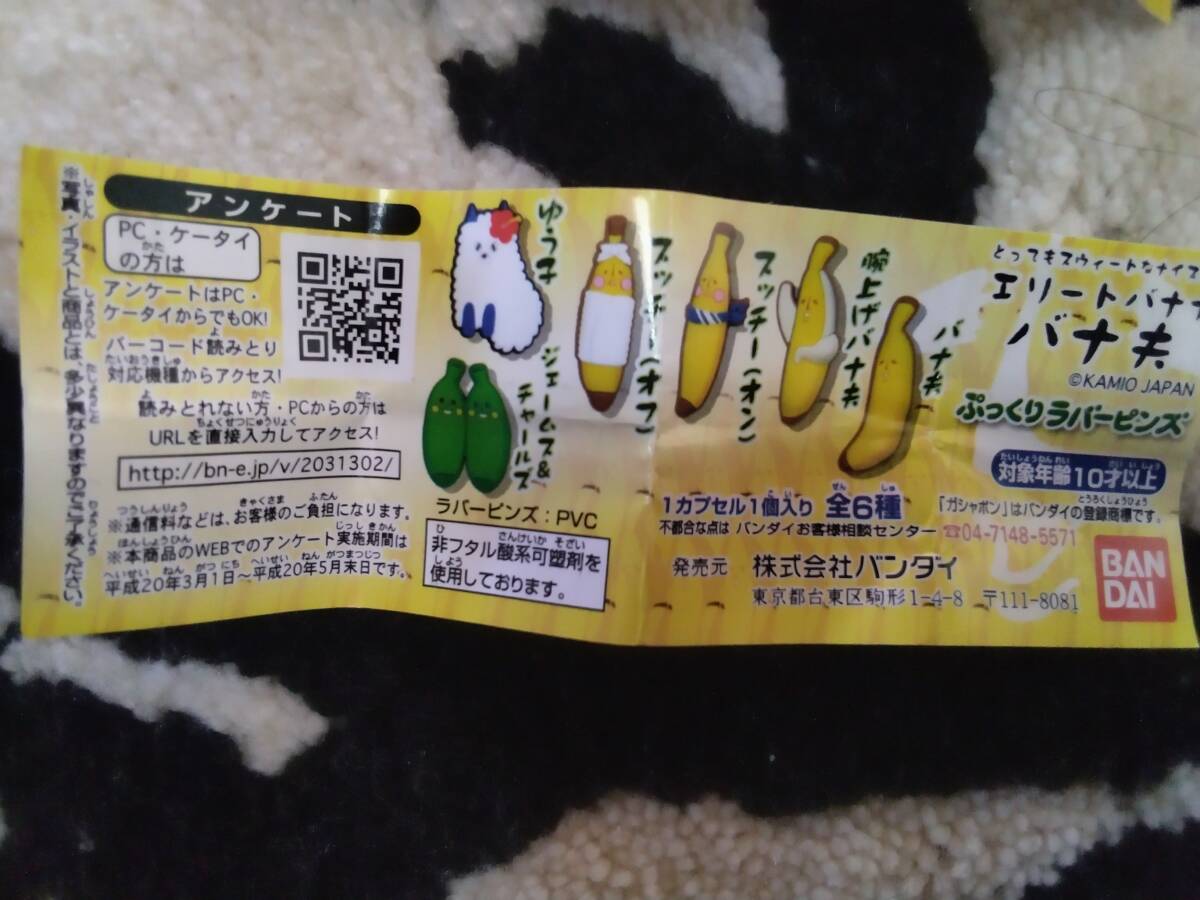 ※写真・イラストと商品とは、多少異なりますのでご了承ください。
アンケート
PC・ケータイ
の方は
アンケートはPC・
ケータイからでもOK!
バーコード読みとり
対応機種からアクセス!
読みとれない方・PCからの方は
URLを直接入力してアクセス!
http://bn-e.jp/v/2031302/
※通信料などは、お客様のご負担になります。
※本商品のWEBでのアンケート実施期間は
平成20年3月1日~平成20年5月末日です。
ゆう子
ジェームス&
チャールズ
ズッチー(オフ)
ズッチー(オン)
腕上げバナ夫
バナ夫
ラバーピンズ:PVC
非フタル酸系可塑剤を
使用しております。
とってもスウィートなナイス
エリートバナナ
バナ夫
©KAMIO JAPAN
ぷっくりラバーピンズ
対象年齢10才以上
1カプセル1個入り 全6種
「ガシャポン」はバンダイの登録商標です。
不都合な点は バンダイお客様相談センター ☎04-7148-5571
発売元 株式会社バンダイ
東京都台東区駒形1-4-8 〒111-8081
BAN
DAI